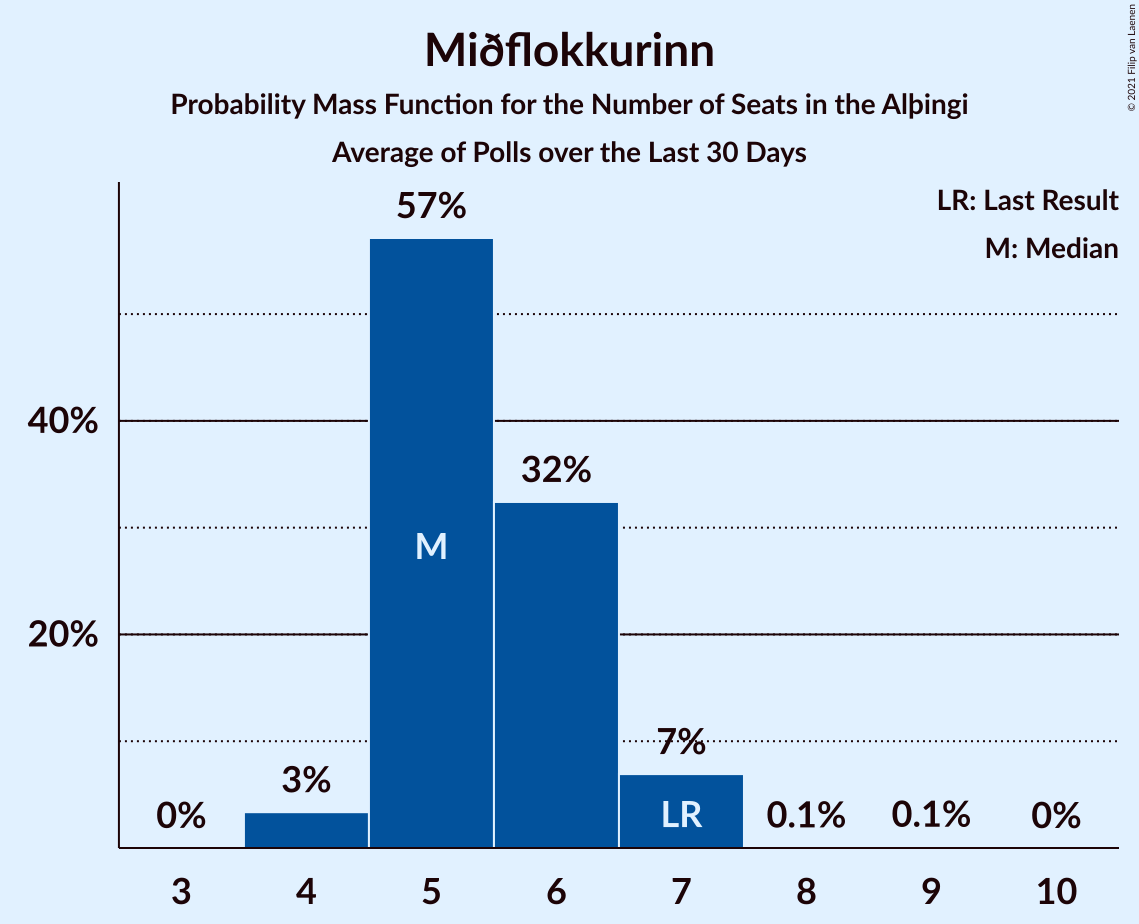 Miðflokkurinn
Probability Mass Function for the Number of Seats in the Alþingi
Average of Polls over the Last 30 Days
© 2021 Filip van Laenen
LR: Last Result
M: Median
57%
40%
32%
M
20%
7%
3%
LR
0%
0.1%
0.1%
0%
3 4 5 6 7 8 9 10